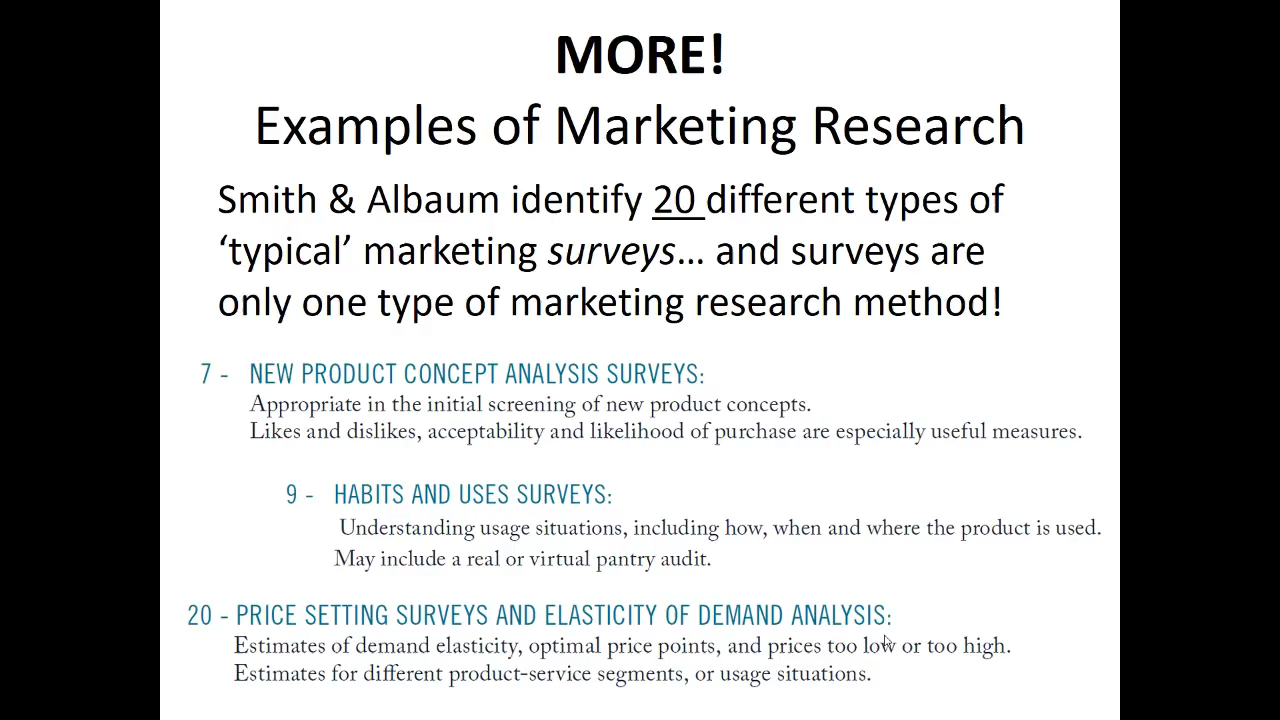 MORE!
Examples of Marketing Research
Smith & Albaum identify 20 different types of
‘typical’ marketing surveys… and surveys are
only one type of marketing research method!
7 - NEW PRODUCT CONCEPT ANALYSIS SURVEYS:
Appropriate in the initial screening of new product concepts.
Likes and dislikes, acceptability and likelihood of purchase are especially useful measures.
9 - HABITS AND USES SURVEYS:
Understanding usage situations, including how, when and where the product is used.
May include a real or virtual pantry audit.
20 - PRICE SETTING SURVEYS AND ELASTICITY OF DEMAND ANALYSIS:
Estimates of demand elasticity, optimal price points, and prices too low or too high.
Estimates for different product-service segments, or usage situations.